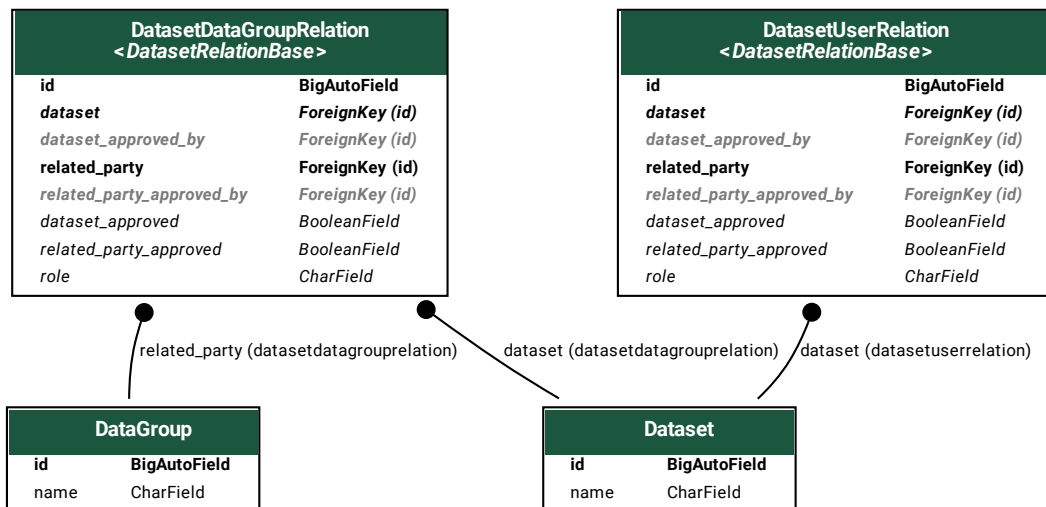 DatasetDataGroupRelation
<DatasetRelationBase>
id BigAutoField
dataset ForeignKey (id)
dataset_approved_by ForeignKey (id)
related_party ForeignKey (id)
related_party_approved_by ForeignKey (id)
dataset_approved BooleanField
related_party_approved BooleanField
role CharField
DatasetUserRelation
<DatasetRelationBase>
id BigAutoField
dataset ForeignKey (id)
dataset_approved_by ForeignKey (id)
related_party ForeignKey (id)
related_party_approved_by ForeignKey (id)
dataset_approved BooleanField
related_party_approved BooleanField
role CharField
related_party (datasetdatagrouprelation)
dataset (datasetdatagrouprelation)
dataset (datasetuserrelation)
DataGroup
id BigAutoField
name CharField
Dataset
id BigAutoField
name CharField